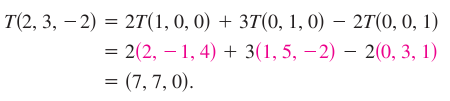 T(2, 3, −2) = 2T(1, 0, 0) + 3T(0, 1, 0) − 2T(0, 0, 1)
= 2(2, −1, 4) + 3(1, 5, −2) − 2(0, 3, 1)
= (7, 7, 0).